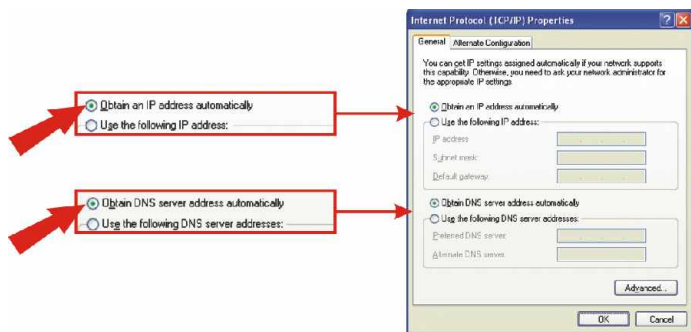 Obtain an IP address automatically
Use the following IP address:
Obtain DNS server address automatically
Use the following DNS server addresses:
Internet Protocol (TCP/IP) Properties
General
Alternate Configuration
You can get IP settings assigned automatically if your network supports
this capability. Otherwise, you need to ask your network administrator for
the appropriate IP settings.
Obtain an IP address automatically
Use the following IP address:
IP address:
Subnet mask:
Default gateway:
Obtain DNS server address automatically
Use the following DNS server addresses:
Preferred DNS server:
Alternate DNS server:
Advanced...
OK
Cancel